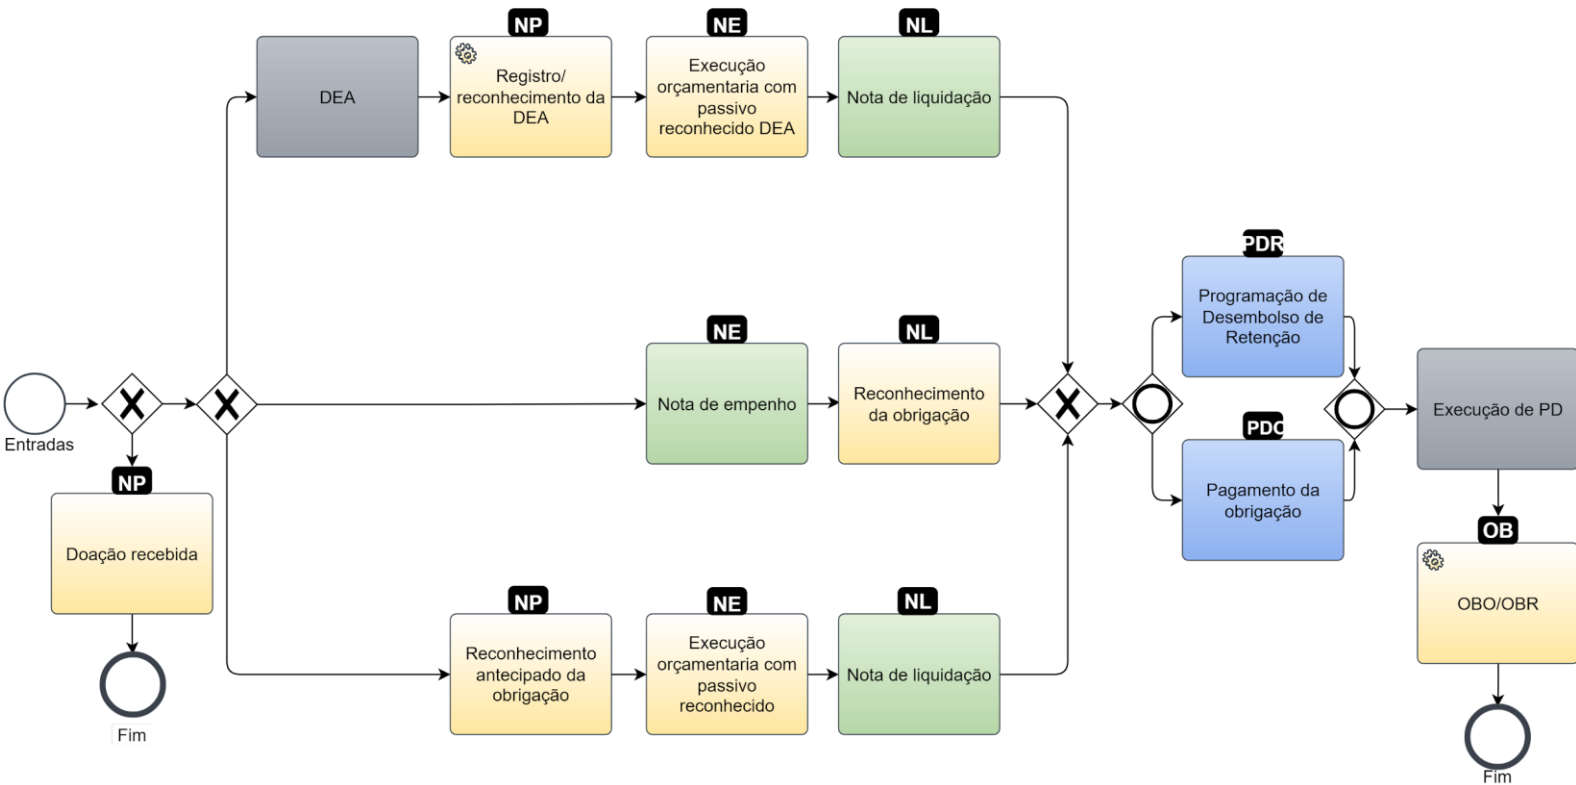 NP
NE
NL
DEA
Registro/
reconhecimento da
DEA
Execução
orçamentaria com
passivo
reconhecido DEA
Nota de liquidação
PDR
Programação de
Desembolso de
Retenção
NE
NL
Nota de empenho
Reconhecimento
da obrigação
Entradas
Execução de PD
PDC
Pagamento da
obrigação
NP
Doação recebida
Fim
NP
NE
NL
Reconhecimento
antecipado da
obrigação
Execução
orçamentaria com
passivo
reconhecido
Nota de liquidação
OB
OBO/OBR
Fim